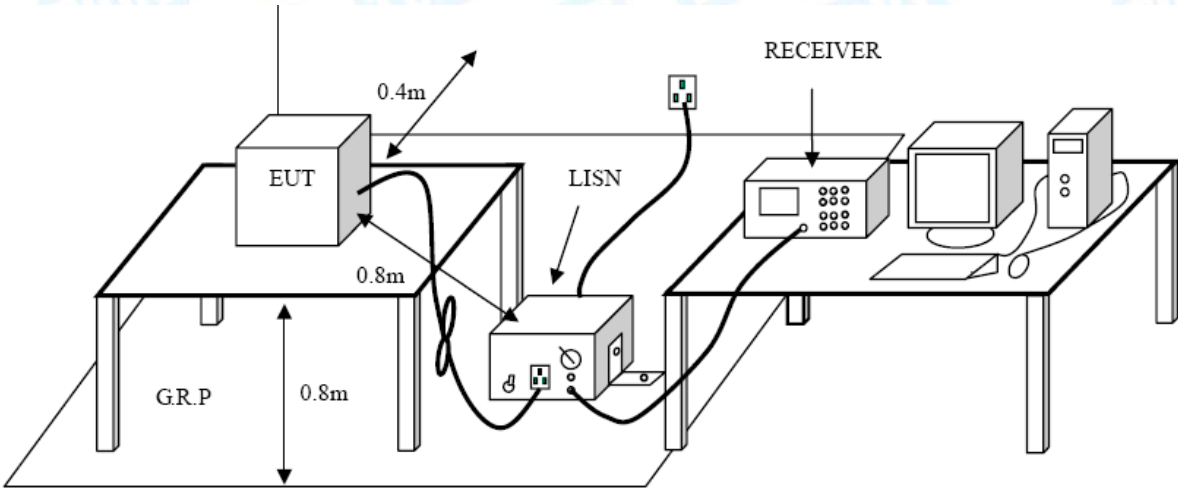 RECEIVER
0.4m
EUT
LISN
0.8m
G.R.P
0.8m